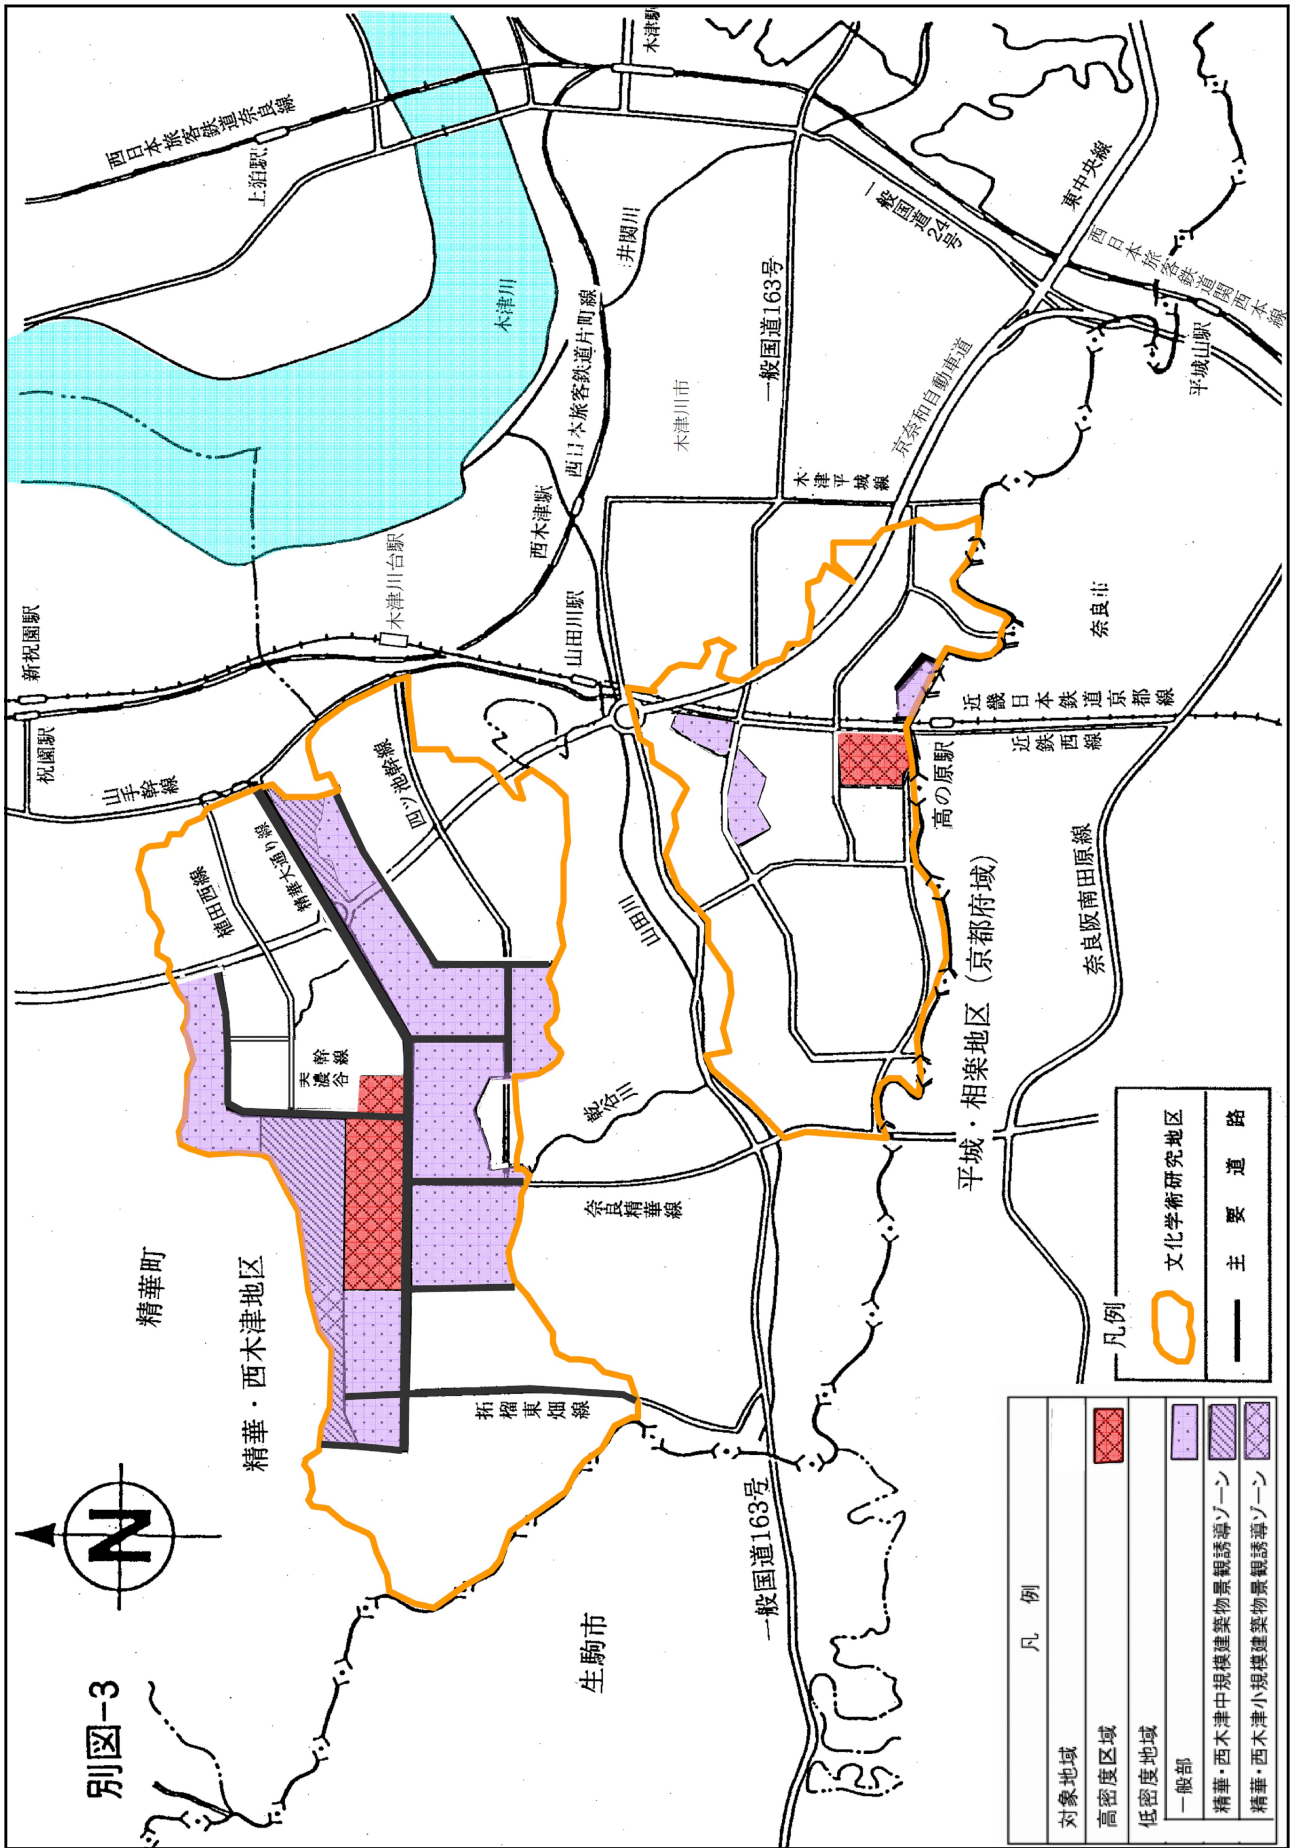 別図-3
N
精華町
精華・西木津地区
生駒市
新祝園駅
祝園駅
山手幹線
植田西線
精華大通り線
四ツ池幹線
木津川台駅
山田川駅
西木津駅
西日本旅客鉄道片町線
西日本旅客鉄道奈良線
上狛駅
木津駅
木津川
井関川
木津川市
一般国道163号
一般国道24号
東中央線
西日本旅客鉄道関西本線
平城山駅
京奈和自動車道
木津平城線
奈良市
近畿日本鉄道京都線
近鉄西線
高の原駅
山田川
乾谷川
奈良精華線
拓榴東畑線
一般国道163号
平城・相楽地区（京都府域）
奈良阪南田原線
凡例
文化学術研究地区
主要道路
凡例
対象地域
高密度区域
低密度地域
一般部
精華・西木津中規模建築物景観誘導ゾーン
精華・西木津小規模建築物景観誘導ゾーン